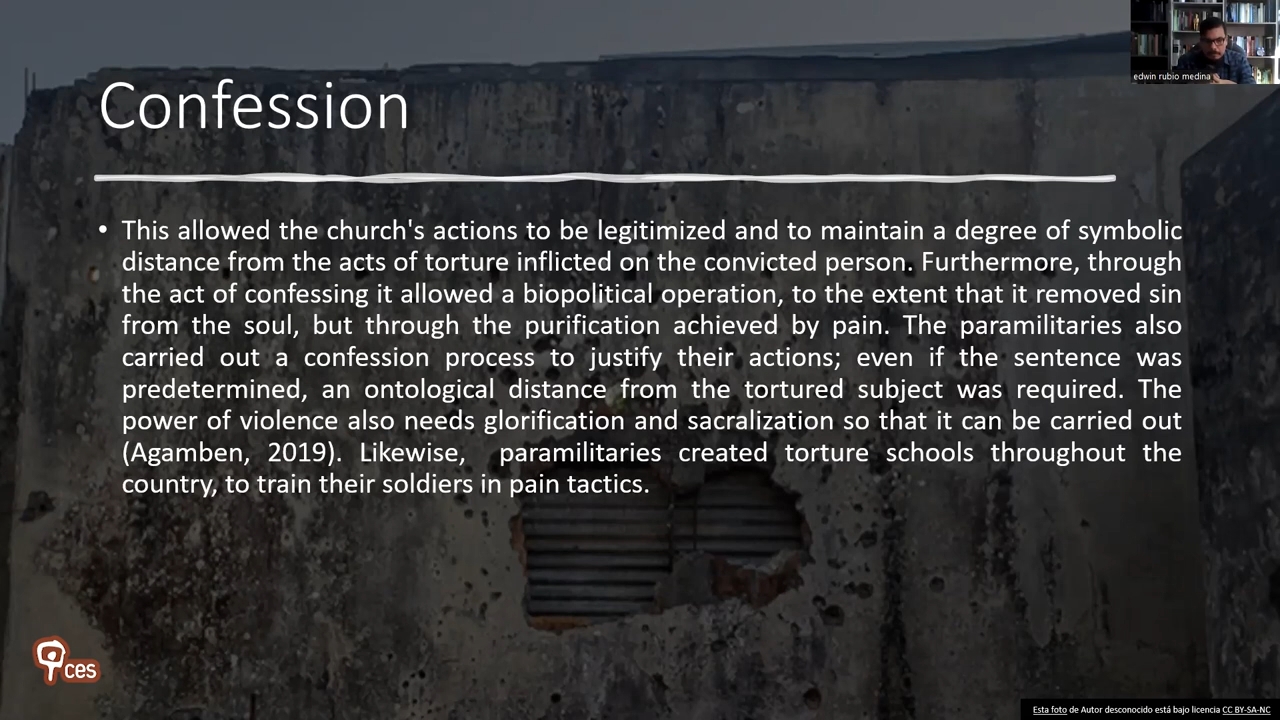 edwin rubio medina
Confession
• This allowed the church's actions to be legitimized and to maintain a degree of symbolic
distance from the acts of torture inflicted on the convicted person. Furthermore, through
the act of confessing it allowed a biopolitical operation, to the extent that it removed sin
from the soul, but through the purification achieved by pain. The paramilitaries also
carried out a confession process to justify their actions; even if the sentence was
predetermined, an ontological distance from the tortured subject was required. The
power of violence also needs glorification and sacralization so that it can be carried out
(Agamben, 2019). Likewise,  paramilitaries created torture schools throughout the
country, to train their soldiers in pain tactics.
ces
Esta foto de Autor desconocido está bajo licencia CC BY-SA-NC